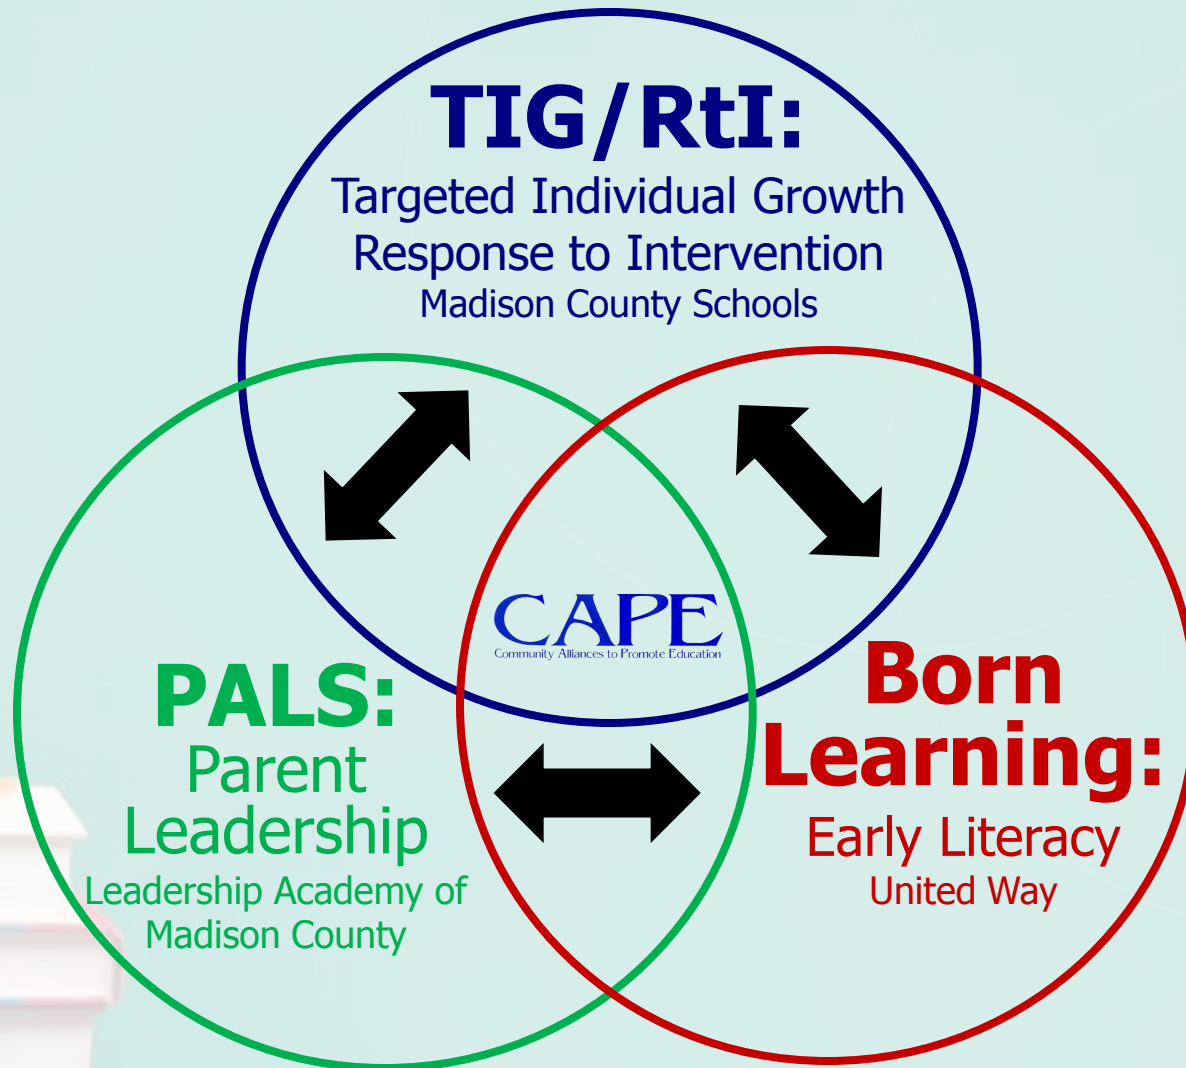 TIG/RtI:
Targeted Individual Growth
Response to Intervention
Madison County Schools
CAPE
Community Alliances to Promote Education
PALS:
Parent
Leadership
Leadership Academy of
Madison County
Born
Learning:
Early Literacy
United Way